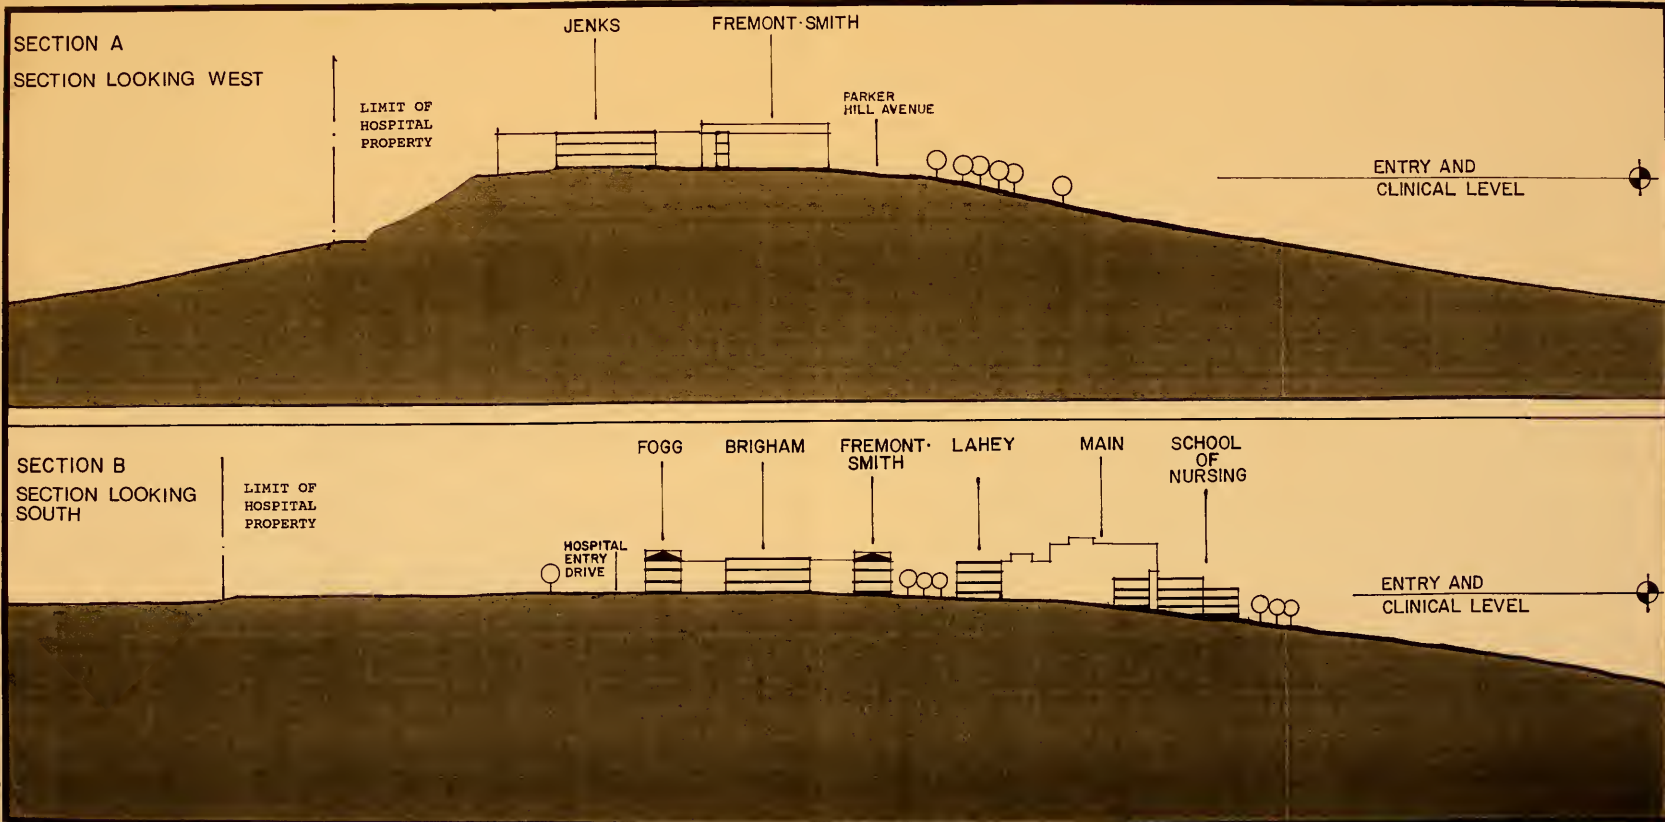 SECTION A
SECTION LOOKING WEST
LIMIT OF
HOSPITAL
PROPERTY
JENKS
FREMONT·SMITH
PARKER
HILL AVENUE
ENTRY AND
CLINICAL LEVEL
SECTION B
SECTION LOOKING
SOUTH
LIMIT OF
HOSPITAL
PROPERTY
HOSPITAL
ENTRY
DRIVE
FOGG
BRIGHAM
FREMONT·
SMITH
LAHEY
MAIN
SCHOOL
OF
NURSING
ENTRY AND
CLINICAL LEVEL